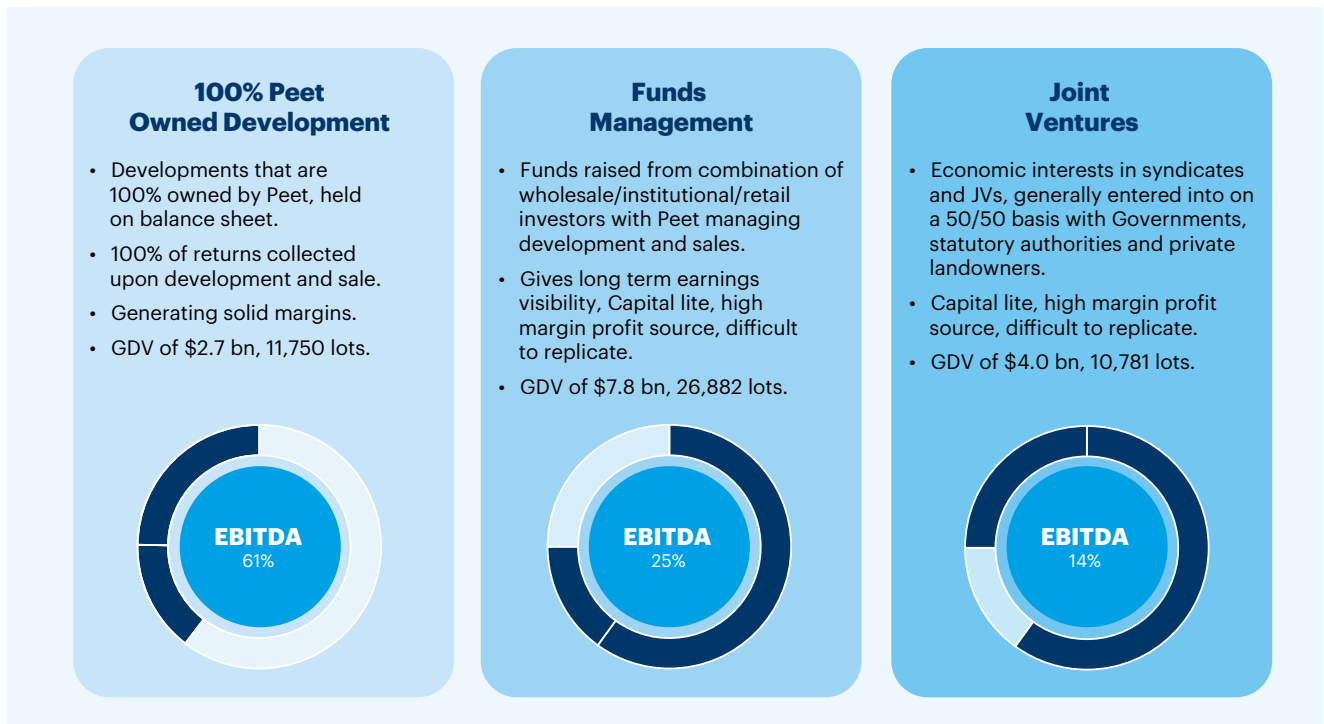 100% Peet
Owned Development
• Developments that are
100% owned by Peet, held
on balance sheet.
• 100% of returns collected
upon development and sale.
• Generating solid margins.
• GDV of $2.7 bn, 11,750 lots.
EBITDA
61%
Funds
Management
• Funds raised from combination of
wholesale/institutional/retail
investors with Peet managing
development and sales.
• Gives long term earnings
visibility, Capital lite, high
margin profit source, difficult
to replicate.
• GDV of $7.8 bn, 26,882 lots.
EBITDA
25%
Joint
Ventures
• Economic interests in syndicates
and JVs, generally entered into on
a 50/50 basis with Governments,
statutory authorities and private
landowners.
• Capital lite, high margin profit
source, difficult to replicate.
• GDV of $4.0 bn, 10,781 lots.
EBITDA
14%